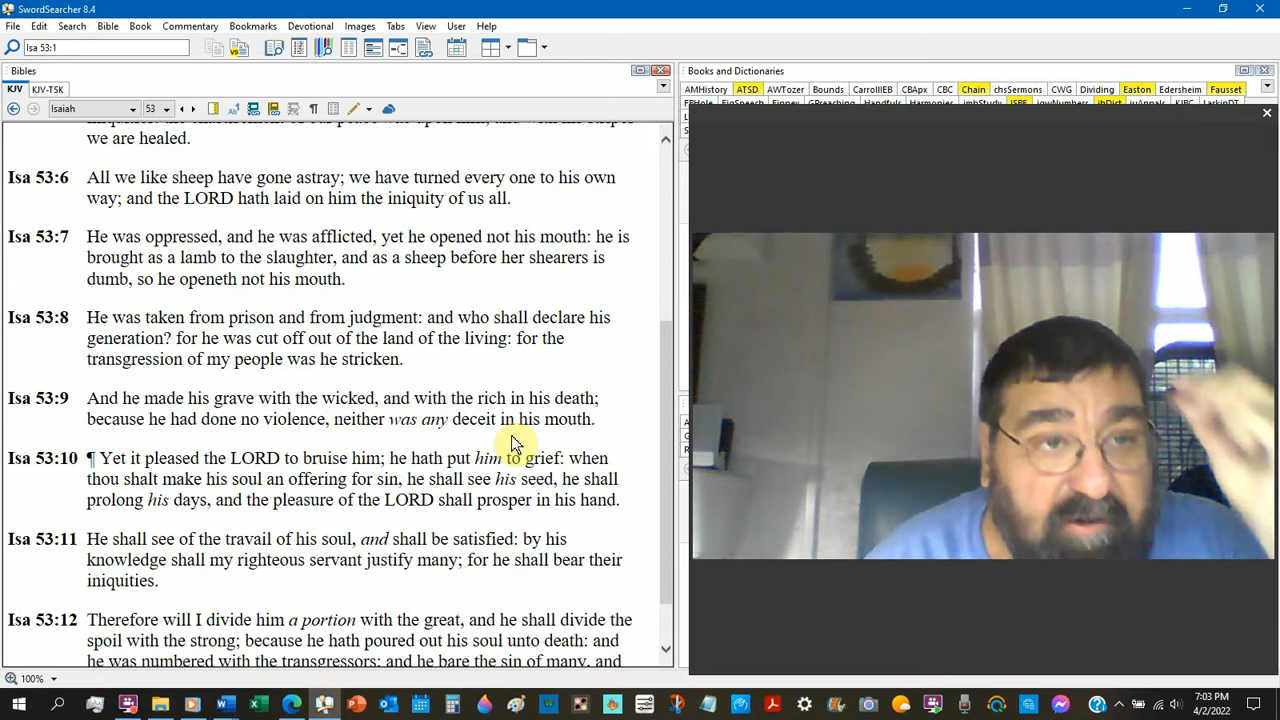 SwordSearcher 8.4
File Edit Search Bible Book Commentary Bookmarks Devotional Images Tabs View User Help
Isa 53:1
Bibles
KJV KJV-TSK
Isaiah 53
we are healed.
Isa 53:6 All we like sheep have gone astray; we have turned every one to his own
way; and the LORD hath laid on him the iniquity of us all.
Isa 53:7 He was oppressed, and he was afflicted, yet he opened not his mouth: he is
brought as a lamb to the slaughter, and as a sheep before her shearers is
dumb, so he openeth not his mouth.
Isa 53:8 He was taken from prison and from judgment: and who shall declare his
generation? for he was cut off out of the land of the living: for the
transgression of my people was he stricken.
Isa 53:9 And he made his grave with the wicked, and with the rich in his death;
because he had done no violence, neither was any deceit in his mouth.
Isa 53:10 ¶ Yet it pleased the LORD to bruise him; he hath put him to grief: when
thou shalt make his soul an offering for sin, he shall see his seed, he shall
prolong his days, and the pleasure of the LORD shall prosper in his hand.
Isa 53:11 He shall see of the travail of his soul, and shall be satisfied: by his
knowledge shall my righteous servant justify many; for he shall bear their
iniquities.
Isa 53:12 Therefore will I divide him a portion with the great, and he shall divide the
spoil with the strong; because he hath poured out his soul unto death: and
he was numbered with the transgressors; and he bare the sin of many, and
100%
Books and Dictionaries
AMHistory ATSD AWTozer Bounds CarrollIEB CBApx CBC Chain chsSermons CWG Dividing Easton Edersheim Fausset
7:03 PM
4/2/2022